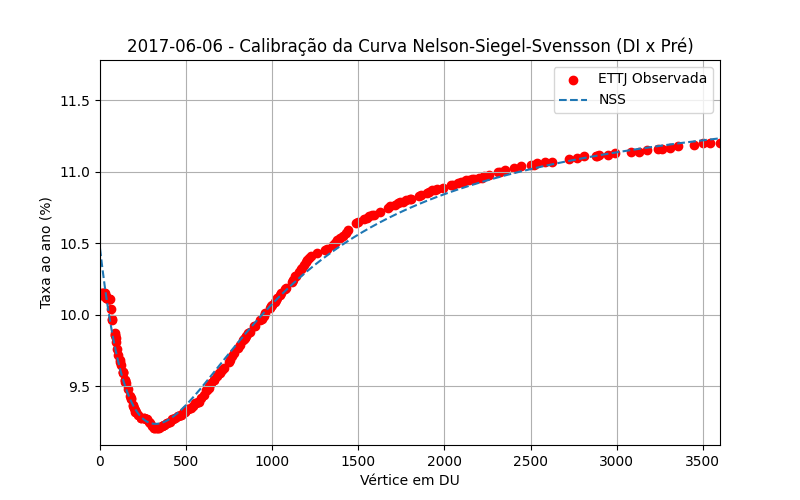 2017-06-06 - Calibração da Curva Nelson-Siegel-Svensson (DI x Pré)
ETTJ Observada
NSS
11.5
11.0
10.5
10.0
9.5
Taxa ao ano (%)
0 500 1000 1500 2000 2500 3000 3500
Vértice em DU